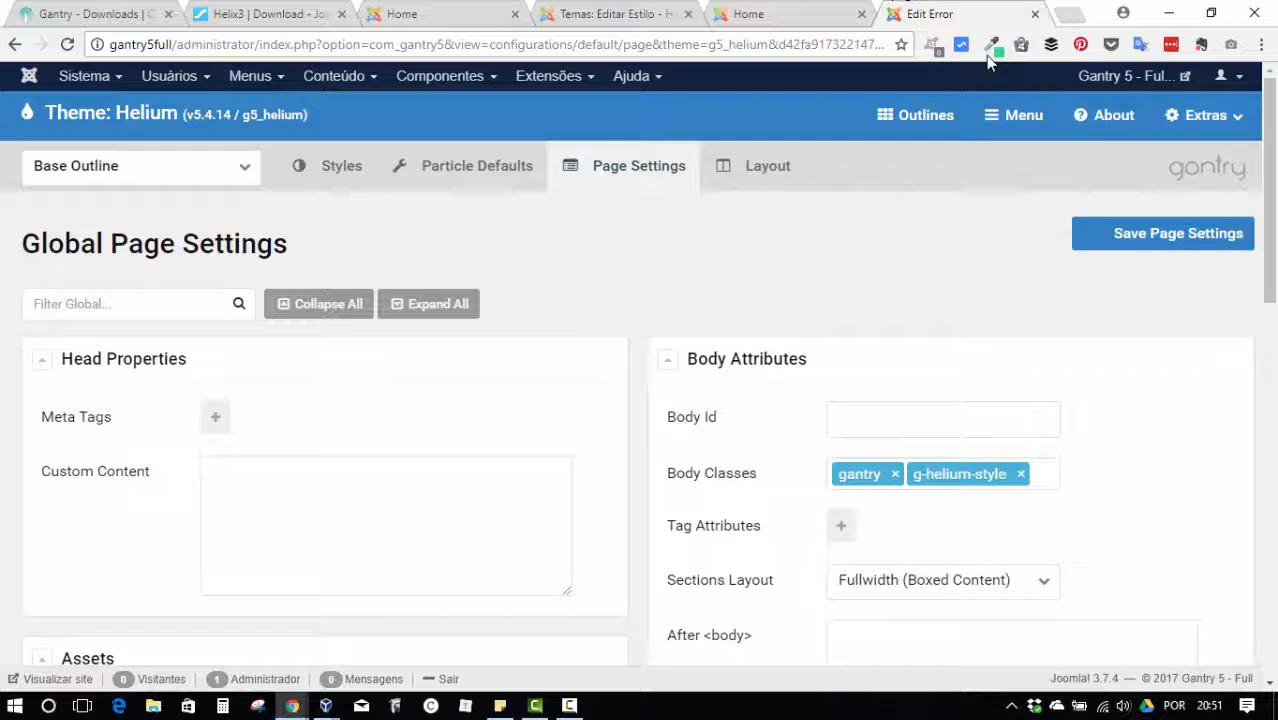 Gantry - Downloads | G
Helix3 | Download - Jo
Home
Temas: Editar Estilo - H
Home
Edit Error
gantry5full/administrator/index.php?option=com_gantry5&view=configurations/default/page&theme=g5_helium&d42fa917322147...
Sistema Usuários Menus Conteúdo Componentes Extensões Ajuda Gantry 5 - Ful...
Theme: Helium (v5.4.14 / g5_helium) Outlines Menu About Extras
Base Outline Styles Particle Defaults Page Settings Layout gantry
Global Page Settings
Save Page Settings
Filter Global... Collapse All Expand All
Head Properties
Meta Tags +
Custom Content
Assets
Body Attributes
Body Id
Body Classes gantry × g-helium-style ×
Tag Attributes +
Sections Layout Fullwidth (Boxed Content)
After <body>
Visualizar site 0 Visitantes 1 Administrador 0 Mensagens Sair Joomla! 3.7.4 — © 2017 Gantry 5 - Full
POR 20:51